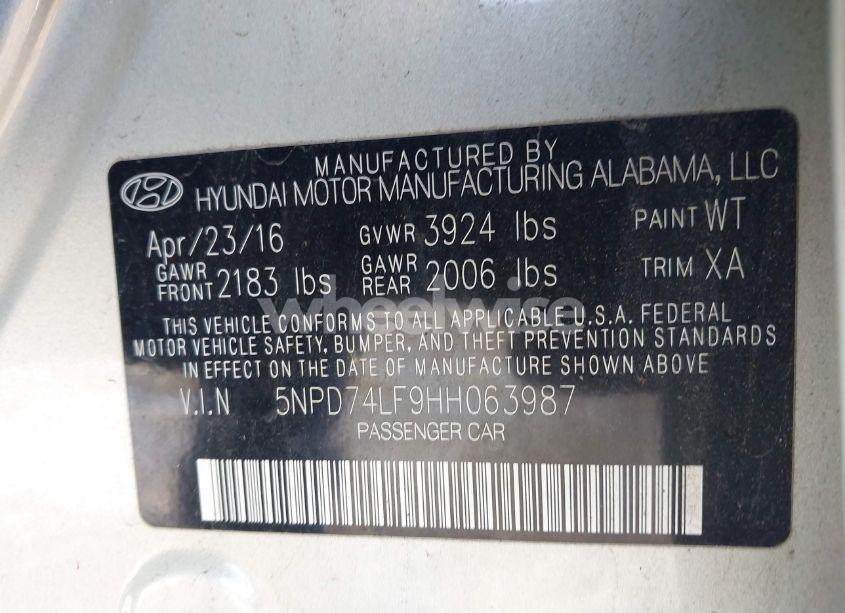 MANUFACTURED BY
HYUNDAI MOTOR MANUFACTURING ALABAMA, LLC
Apr/23/16 GVWR 3924 lbs PAINT WT
GAWR FRONT 2183 lbs GAWR REAR 2006 lbs TRIM XA
wheelwise
THIS VEHICLE CONFORMS TO ALL APPLICABLE U.S.A. FEDERAL
MOTOR VEHICLE SAFETY, BUMPER, AND THEFT PREVENTION STANDARDS
IN EFFECT ON THE DATE OF MANUFACTURE SHOWN ABOVE
V.I.N 5NPD74LF9HH063987
PASSENGER CAR